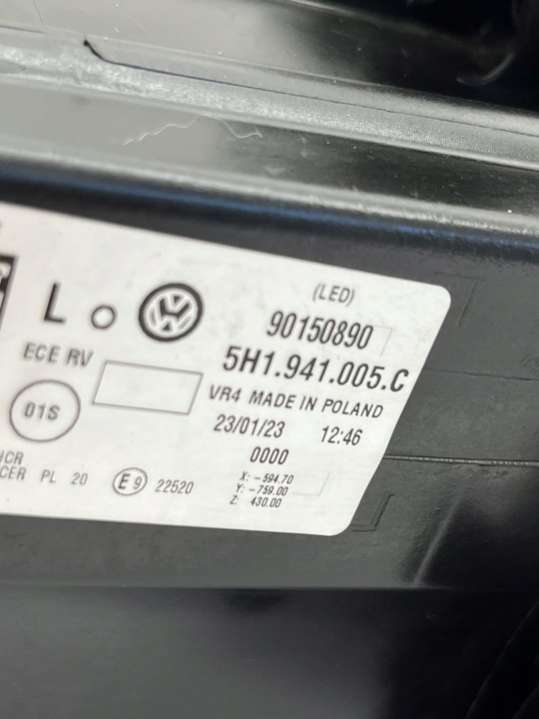 (LED)
L
90150890
5H1.941.005.C
ECE RV
VR4 MADE IN POLAND
01S
23/01/23 12:46
0000
PL 20
E9 22520
X: -594.70
Y: -759.00
Z: 430.00